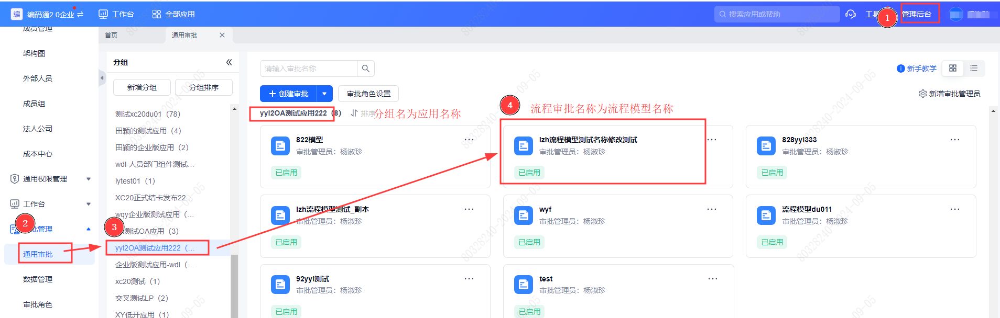 编 编码通2.0企业 工作台 全部应用 搜索应用或帮助 1 管理后台
成员管理
架构图
外部人员
成员组
法人公司
成本中心
通用权限管理
工作台
2
通用审批
数据管理
审批角色
首页 通用审批
分组
新增分组 分组排序
测试xc20du01（78）
田颖的测试应用（4）
田颖的企业版应用（2）
wdl-人员部门组件测试...
lytest01（1）
XC20正式结卡发布22...
wqy企业版测试应用（...
3 测试OA应用（3）
yyl2OA测试应用222（...
企业版测试应用-wdl（...
xc20测试（1）
交叉测试LP（2）
XY低开应用（1）
请输入审批名称
新手教学
创建审批 审批角色设置
新增审批管理员
yyl2OA测试应用222（8） 排序
分组名为应用名称
4 流程审批名称为流程模型名称
822模型
审批管理员：杨淑珍
已启用
lzh流程模型测试名称修改测试
审批管理员：杨淑珍
已启用
828yyl333
审批管理员：杨淑珍
已启用
lzh流程模型测试_副本
审批管理员：杨淑珍
已启用
wyf
审批管理员：杨淑珍
已启用
流程模型du011
审批管理员：杨淑珍
已启用
92yyl测试
审批管理员：杨淑珍
已启用
test
审批管理员：杨淑珍
已启用
80328240-2024-09-05